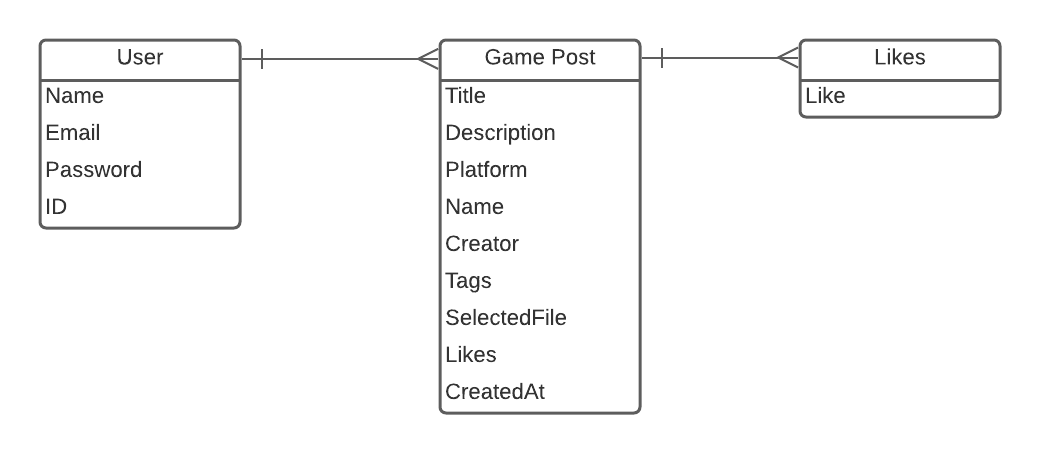 User
Name
Email
Password
ID
Game Post
Title
Description
Platform
Name
Creator
Tags
SelectedFile
Likes
CreatedAt
Likes
Like